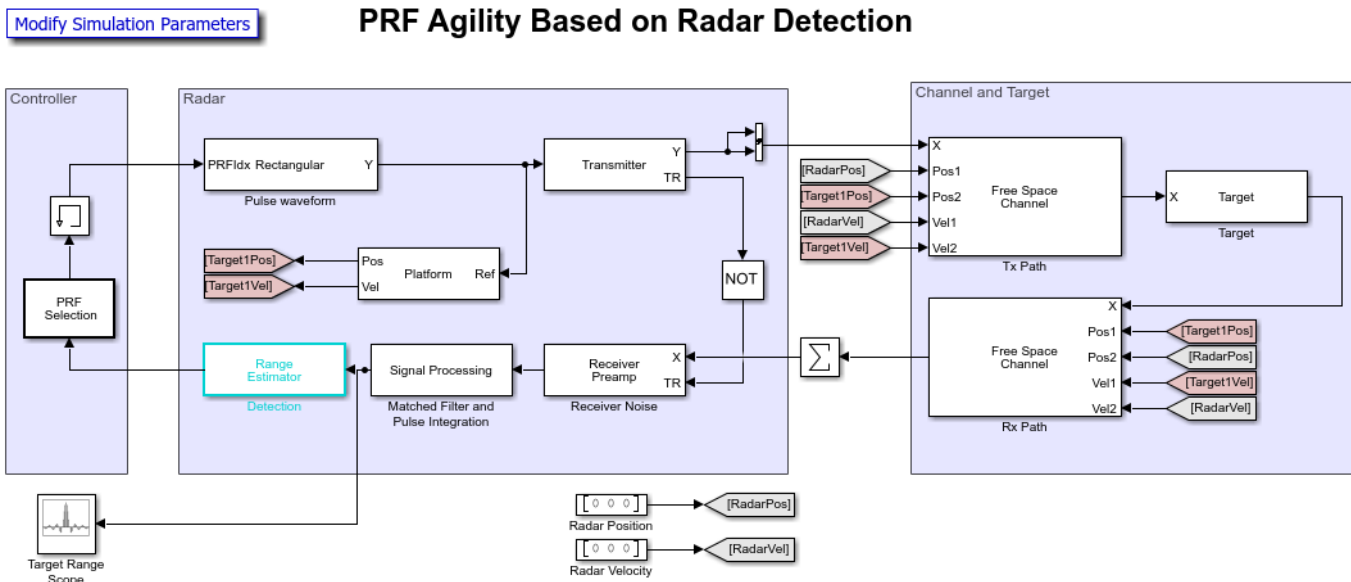 Modify Simulation Parameters
PRF Agility Based on Radar Detection
Controller
PRF
Selection
Radar
PRFIdx Rectangular Y
Pulse waveform
Transmitter
Y
TR
[Target1Pos]
[Target1Vel]
Pos
Vel
Platform
Ref
NOT
Range
Estimator
Detection
Signal Processing
Matched Filter and
Pulse Integration
Receiver
Preamp
X
TR
Receiver Noise
Channel and Target
[RadarPos]
[Target1Pos]
[RadarVel]
[Target1Vel]
X
Pos1
Pos2
Vel1
Vel2
Free Space
Channel
Tx Path
X Target
Target
Σ
Free Space
Channel
X
Pos1
Pos2
Vel1
Vel2
Rx Path
[Target1Pos]
[RadarPos]
[Target1Vel]
[RadarVel]
Target Range
Scope
[ 0 0 0 ]
Radar Position
[RadarPos]
[ 0 0 0 ]
Radar Velocity
[RadarVel]